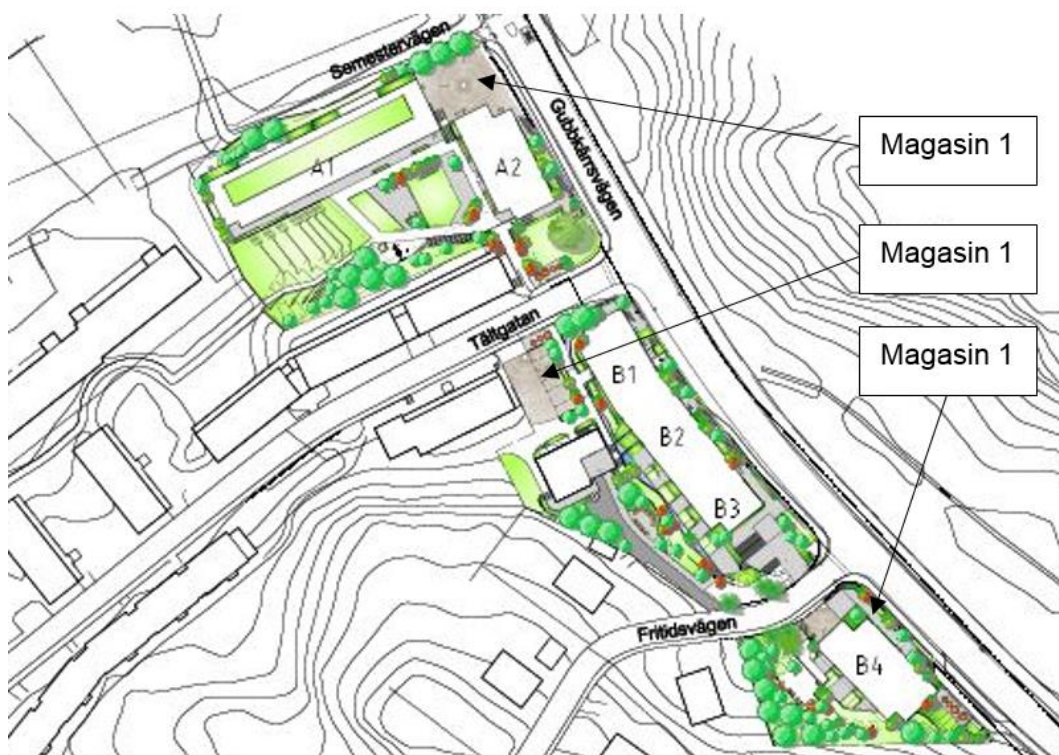 Semestervägen
Magasin 1
A1
A2
Gubbkärrsvägen
Magasin 1
Tältgatan
Magasin 1
B1
B2
B3
Fritidsvägen
B4